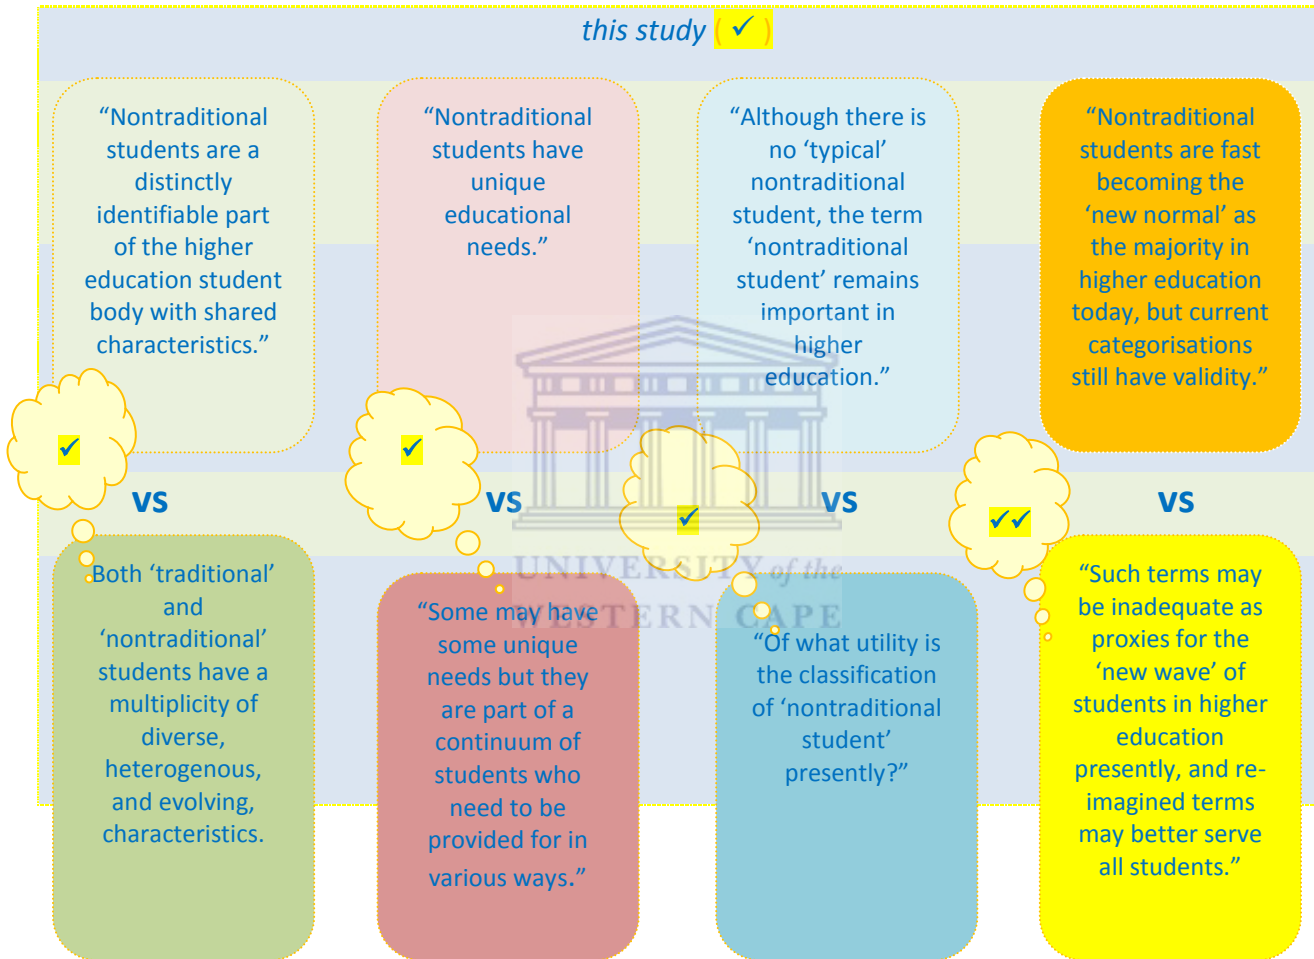 this study ( ✓ )
“Nontraditional
students are a
distinctly
identifiable part
of the higher
education student
body with shared
characteristics.”
“Nontraditional
students have
unique
educational
needs.”
“Although there is
no ‘typical’
nontraditional
student, the term
‘nontraditional
student’ remains
important in
higher
education.”
“Nontraditional
students are fast
becoming the
‘new normal’ as
the majority in
higher education
today, but current
categorisations
still have validity.”
✓
✓
✓
✓✓
vs
vs
vs
vs
Both ‘traditional’
and
‘nontraditional’
students have a
multiplicity of
diverse,
heterogenous,
and evolving,
characteristics.
“Some may have
some unique
needs but they
are part of a
continuum of
students who
need to be
provided for in
various ways.”
“Of what utility is
the classification
of ‘nontraditional
student’
presently?”
“Such terms may
be inadequate as
proxies for the
‘new wave’ of
students in higher
education
presently, and re-
imagined terms
may better serve
all students.”
UNIVERSITY of the
WESTERN CAPE